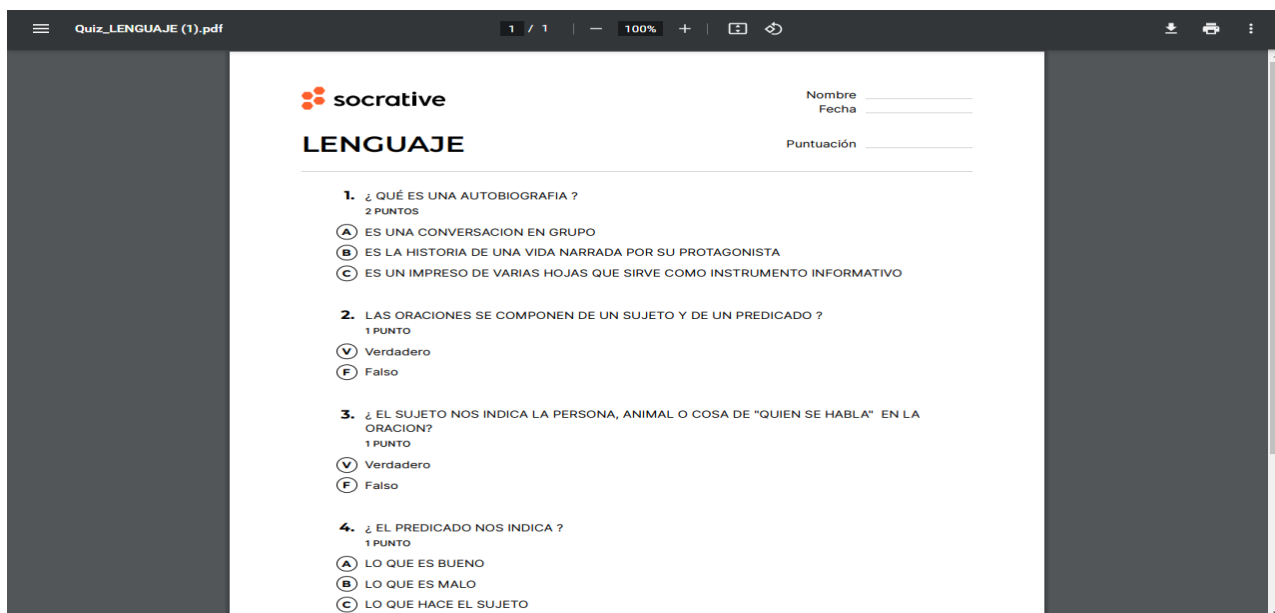 Quiz_LENGUAJE (1).pdf
1 / 1
100%
socrative
Nombre
Fecha
LENGUAJE
Puntuación
1. ¿ QUÉ ES UNA AUTOBIOGRAFIA ?
2 PUNTOS
A ES UNA CONVERSACION EN GRUPO
B ES LA HISTORIA DE UNA VIDA NARRADA POR SU PROTAGONISTA
C ES UN IMPRESO DE VARIAS HOJAS QUE SIRVE COMO INSTRUMENTO INFORMATIVO
2. LAS ORACIONES SE COMPONEN DE UN SUJETO Y DE UN PREDICADO ?
1 PUNTO
V Verdadero
F Falso
3. ¿ EL SUJETO NOS INDICA LA PERSONA, ANIMAL O COSA DE "QUIEN SE HABLA" EN LA
ORACION?
1 PUNTO
V Verdadero
F Falso
4. ¿ EL PREDICADO NOS INDICA ?
1 PUNTO
A LO QUE ES BUENO
B LO QUE ES MALO
C LO QUE HACE EL SUJETO